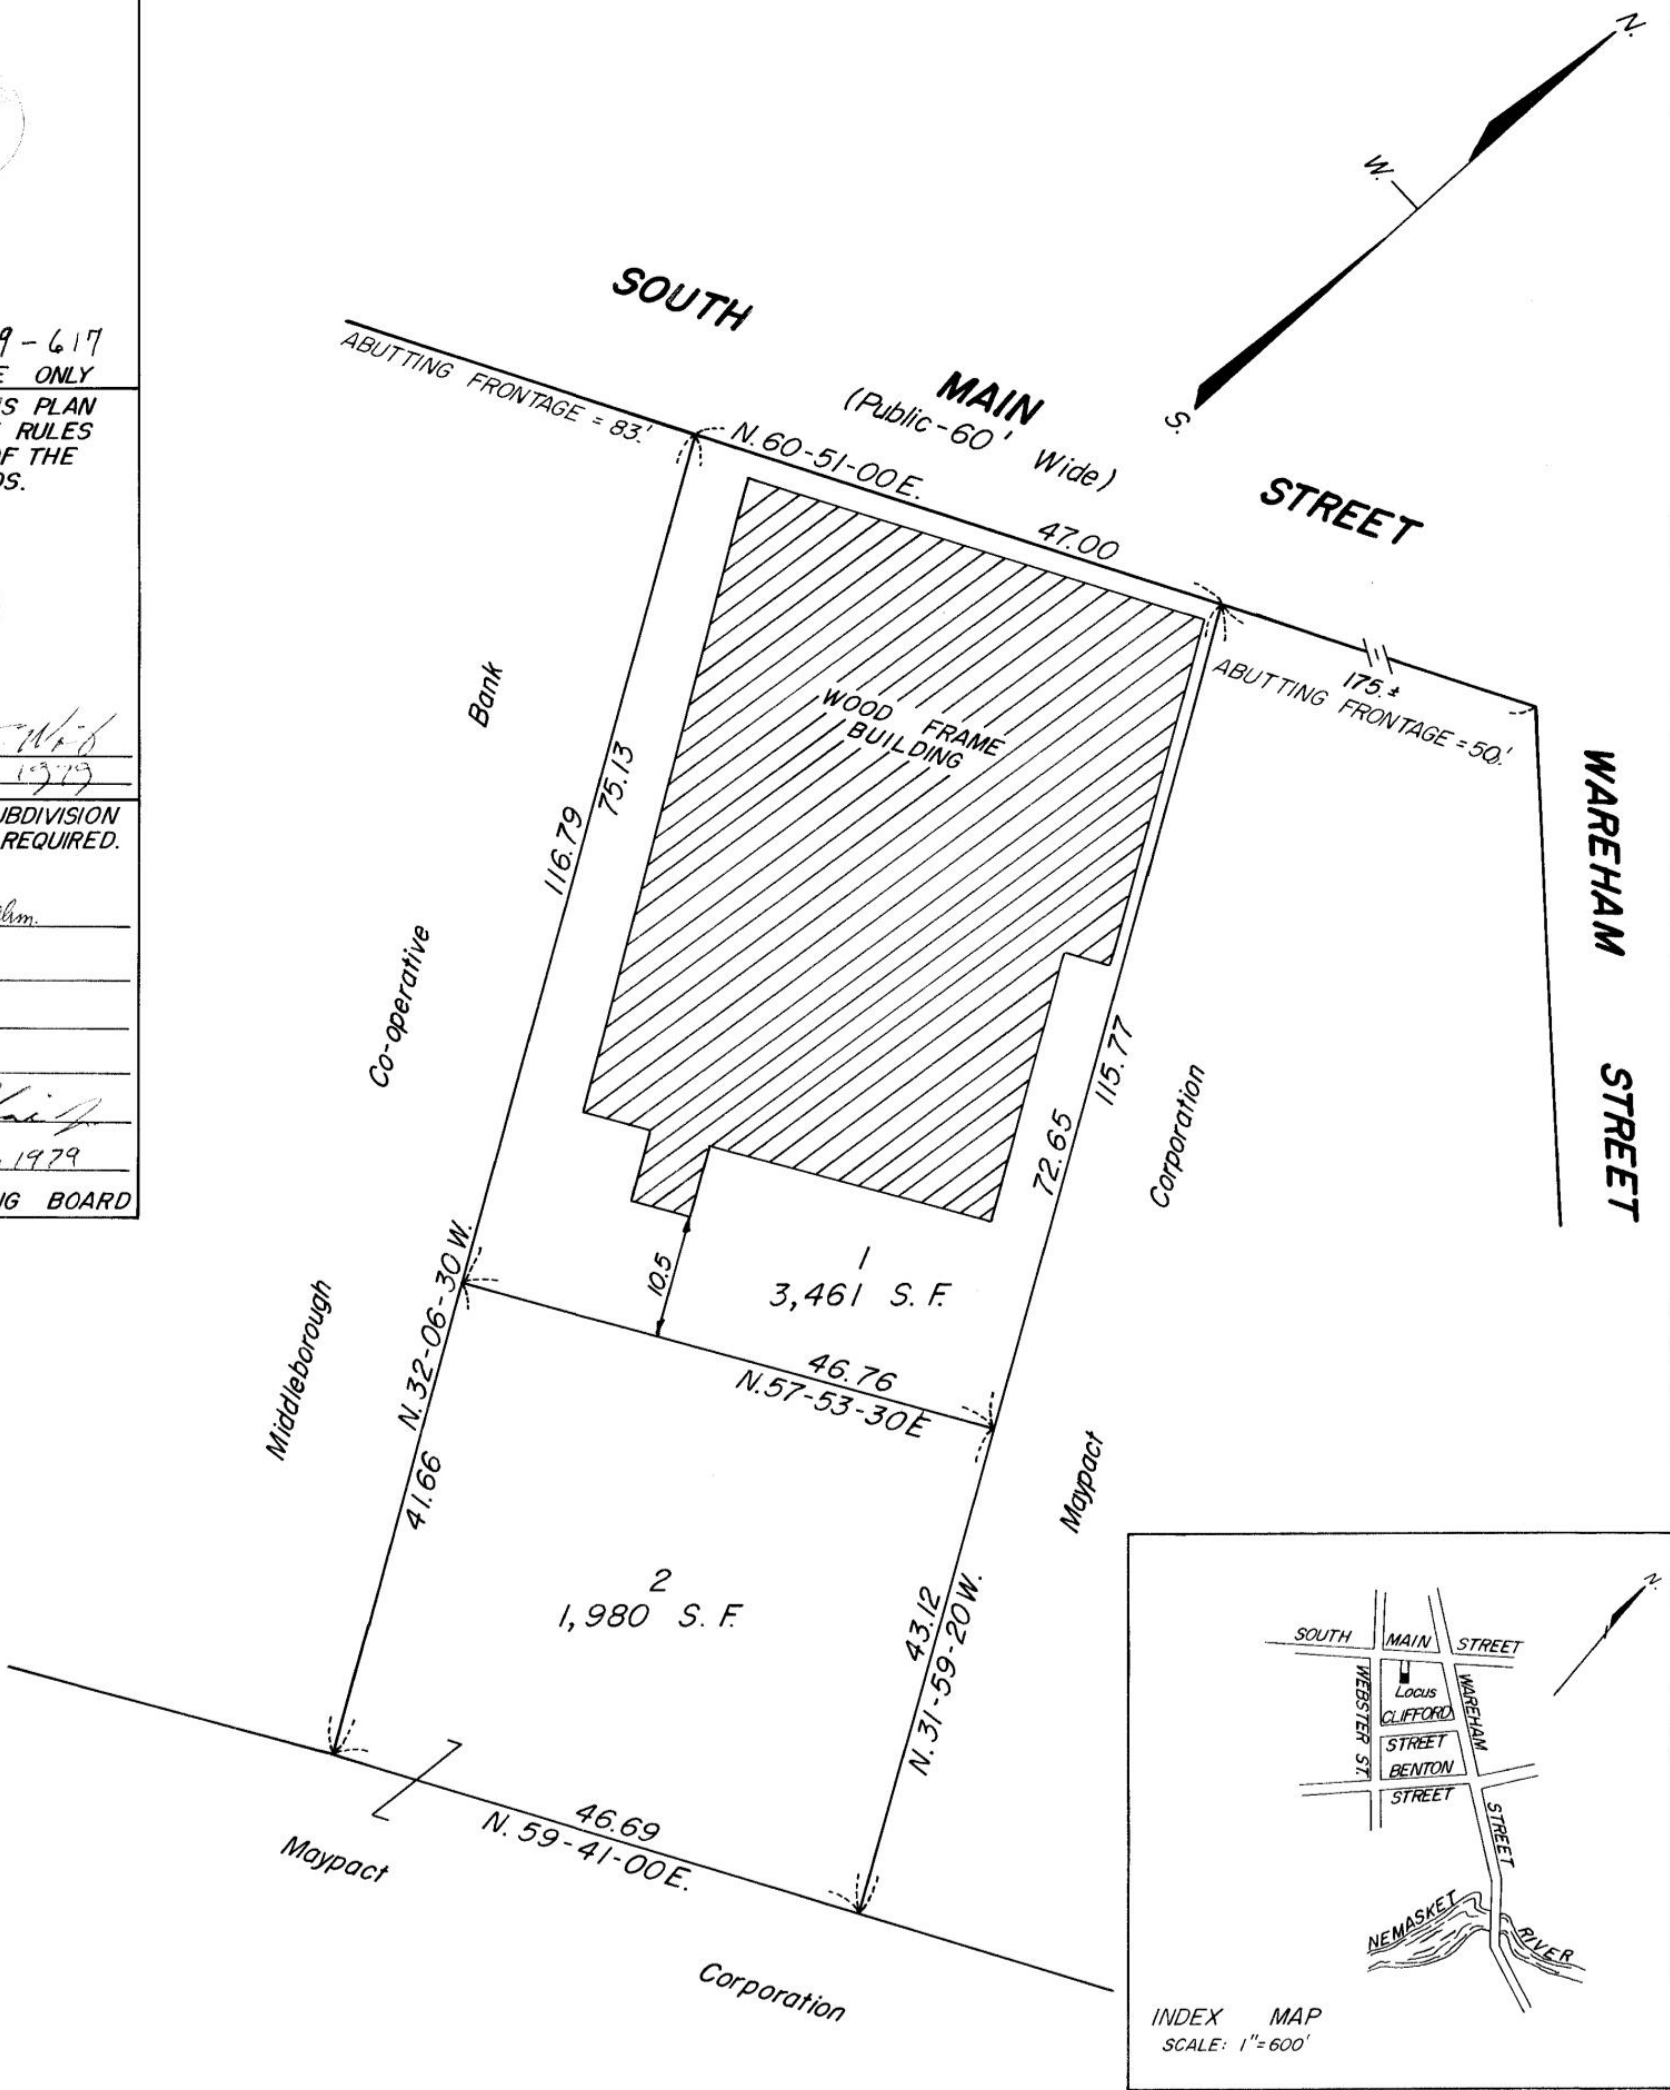 9-617
ONLY
PLAN
RULES
OF THE
1979
SUBDIVISION
REQUIRED.
1979
BOARD
N.
W.
S.
SOUTH MAIN STREET
(Public-60' Wide)
ABUTTING FRONTAGE = 83.'
N. 60-51-00 E.
47.00
175.±
ABUTTING FRONTAGE = 50.'
WAREHAM STREET
WOOD FRAME
BUILDING
Middleborough Co-operative Bank
116.79
75.13
N. 32-06-30 W.
41.66
115.77
72.65
Maypact Corporation
10.5
1
3,461 S. F.
46.76
N. 57-53-30 E
2
1,980 S. F.
43.12
N. 31-59-20 W.
46.69
N. 59-41-00 E.
Maypact Corporation
N.
SOUTH MAIN STREET
WEBSTER ST.
Locus
CLIFFORD
STREET
BENTON
STREET
WAREHAM STREET
NEMASKET RIVER
INDEX MAP
SCALE: 1"=600'